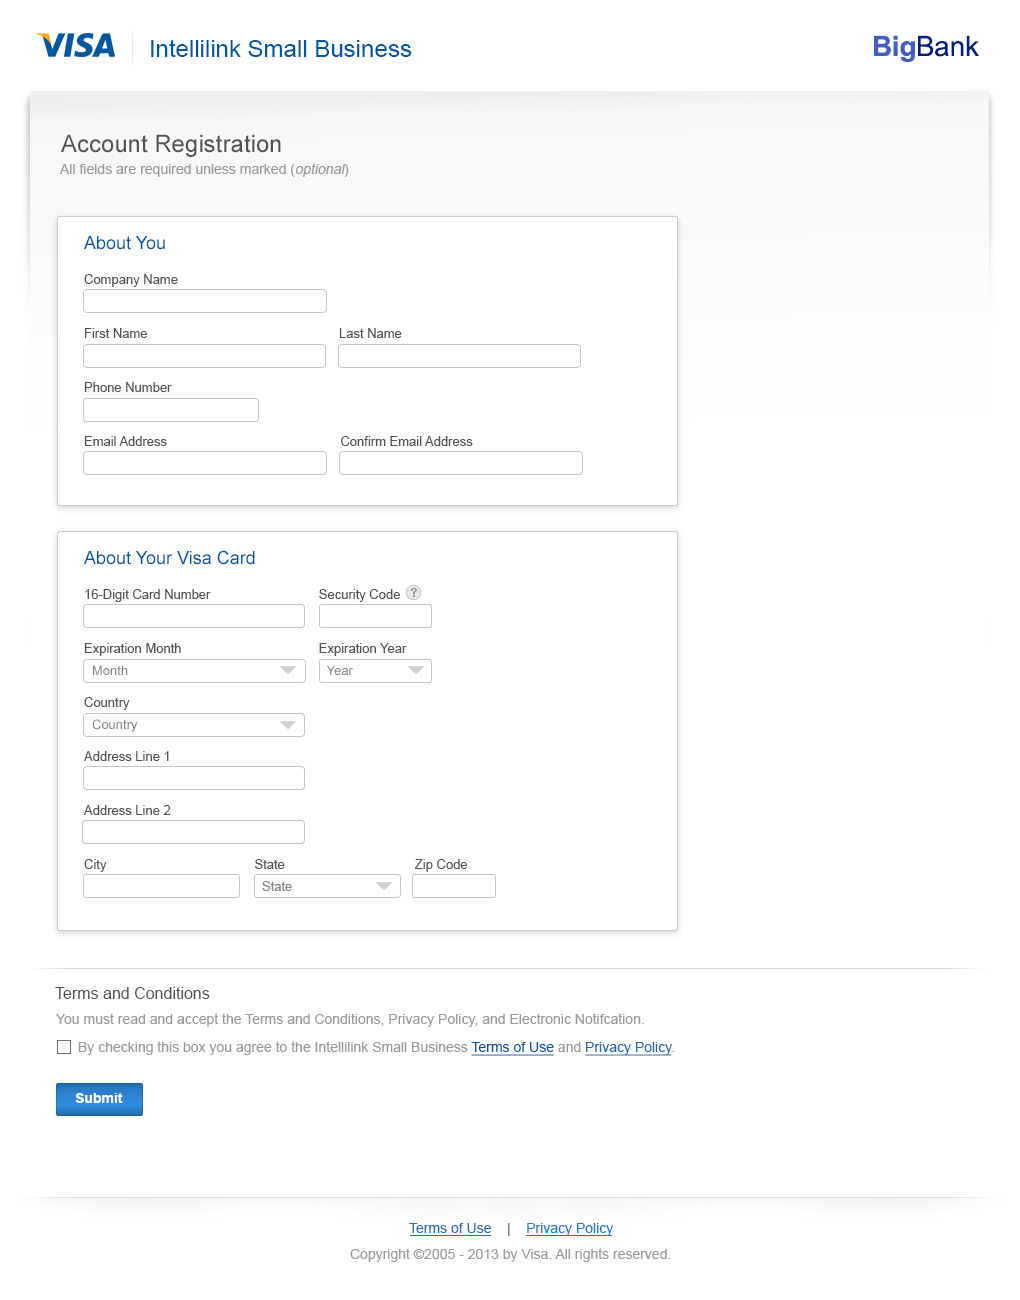 VISA Intellilink Small Business BigBank
Account Registration
All fields are required unless marked (optional)
About You
Company Name
First Name Last Name
Phone Number
Email Address Confirm Email Address
About Your Visa Card
16-Digit Card Number Security Code ?
Expiration Month Expiration Year
Month Year
Country
Country
Address Line 1
Address Line 2
City State Zip Code
State
Terms and Conditions
You must read and accept the Terms and Conditions, Privacy Policy, and Electronic Notifcation.
By checking this box you agree to the Intellilink Small Business Terms of Use and Privacy Policy.
Submit
Terms of Use | Privacy Policy
Copyright ©2005 - 2013 by Visa. All rights reserved.